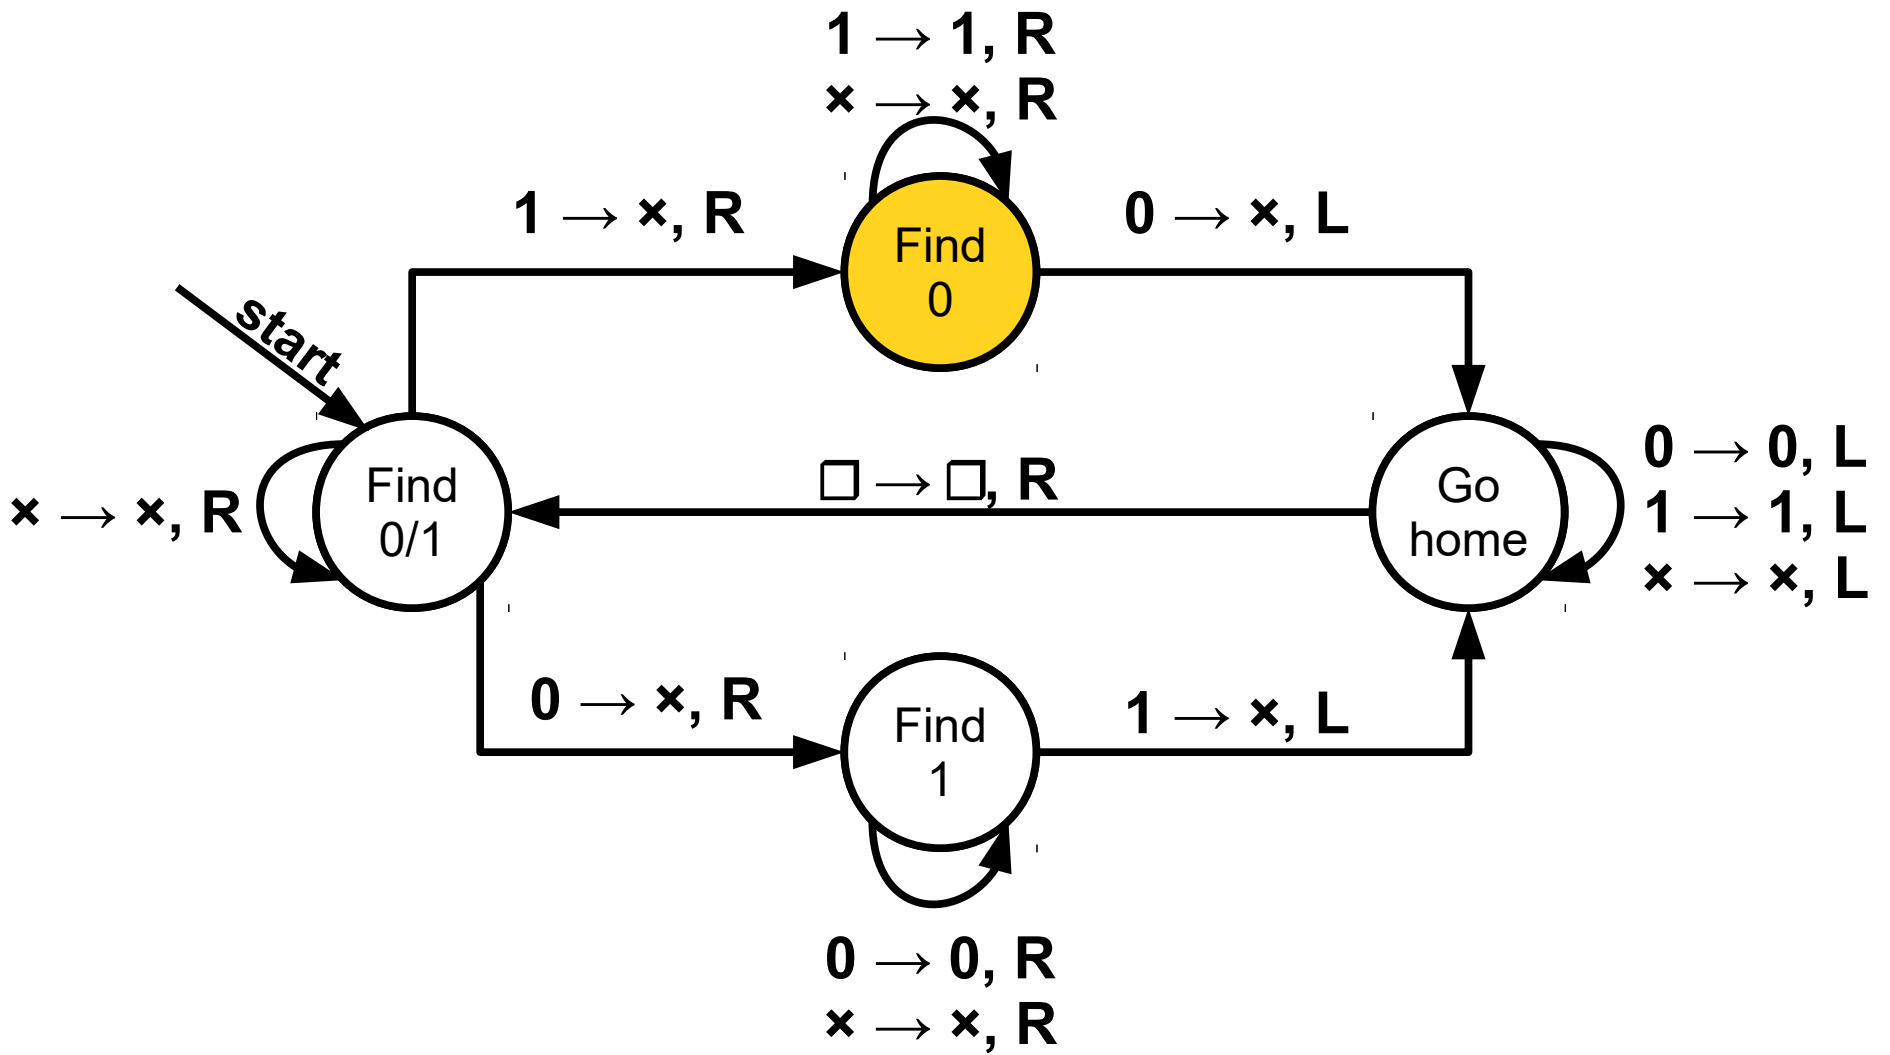 1 → 1, R
× → ×, R
1 → ×, R
Find
0
0 → ×, L
start
Find
0/1
× → ×, R
□ → □, R
Go
home
0 → 0, L
1 → 1, L
× → ×, L
0 → ×, R
Find
1
1 → ×, L
0 → 0, R
× → ×, R